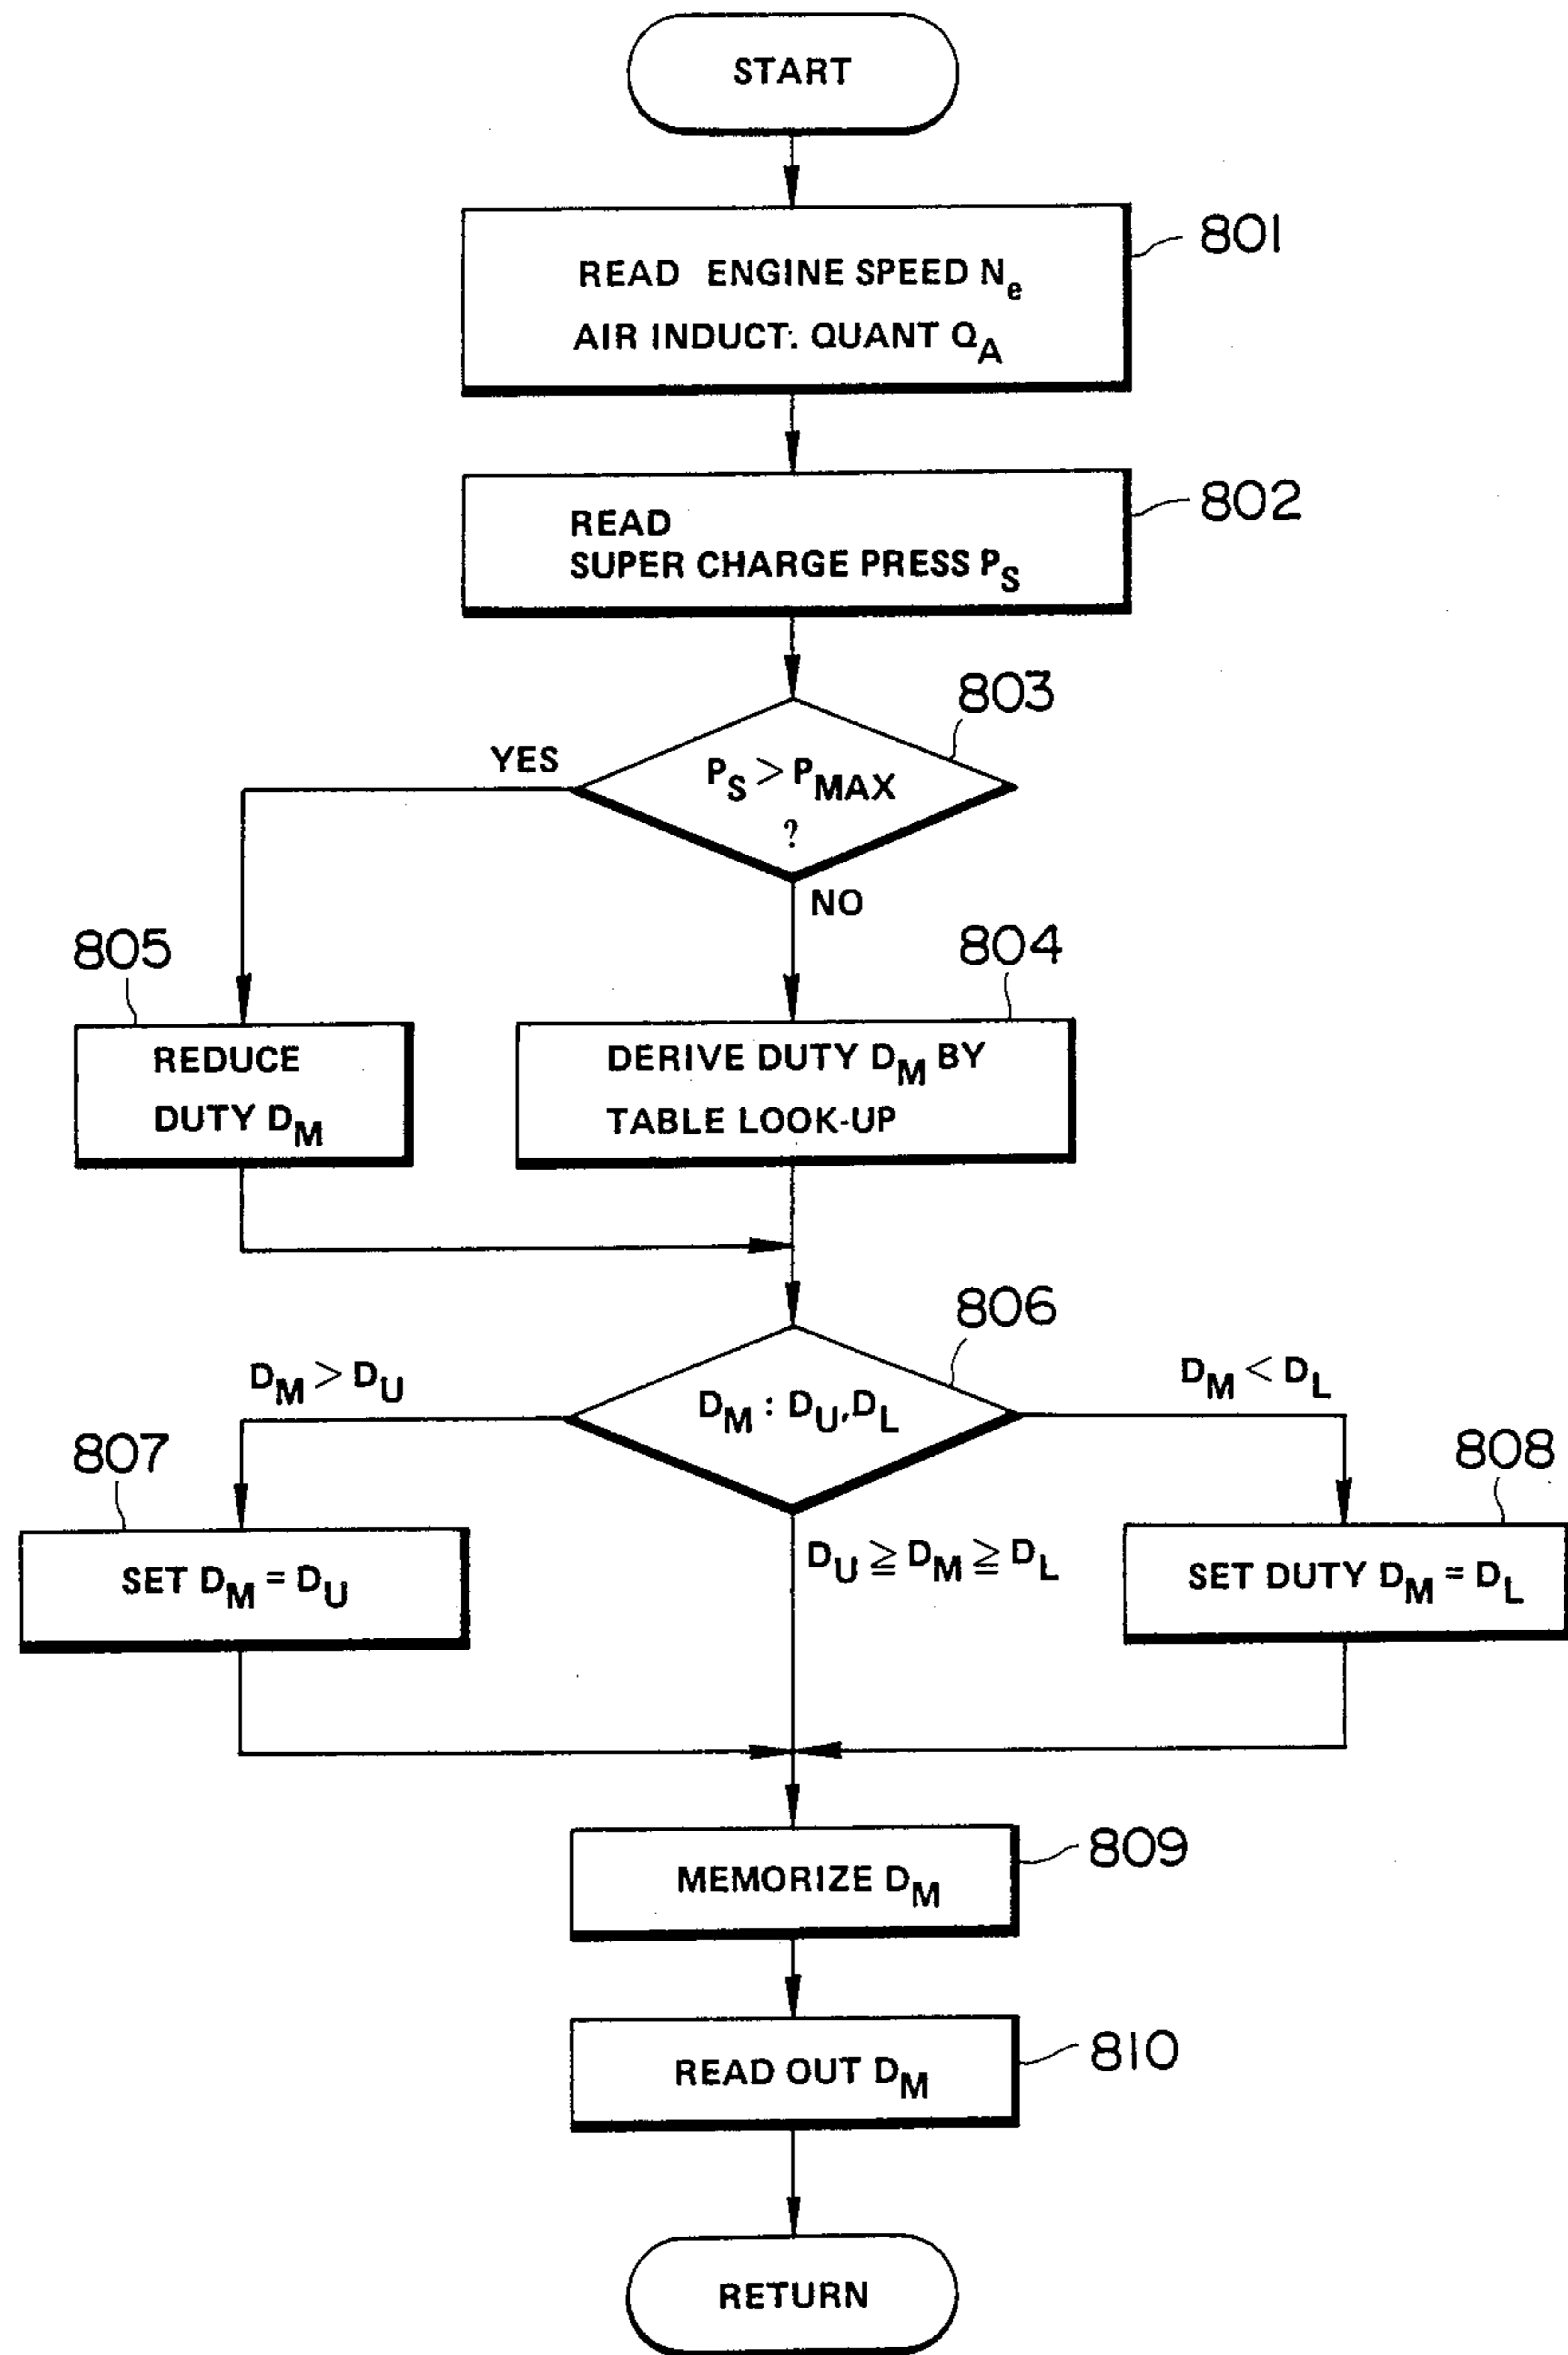 START
801
READ ENGINE SPEED Ne
AIR INDUCT. QUANT QA
802
READ
SUPER CHARGE PRESS PS
803
YES
PS > PMAX
?
NO
805
804
REDUCE
DUTY DM
DERIVE DUTY DM BY
TABLE LOOK-UP
806
DM > DU
DM : DU, DL
DM < DL
807
808
SET DM = DU
DU ≧ DM ≧ DL
SET DUTY DM = DL
809
MEMORIZE DM
810
READ OUT DM
RETURN